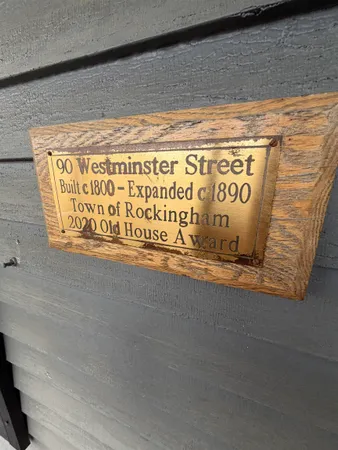 90 Westminster Street
Built c 1800 - Expanded c 1890
Town of Rockingham
2020 Old House Award